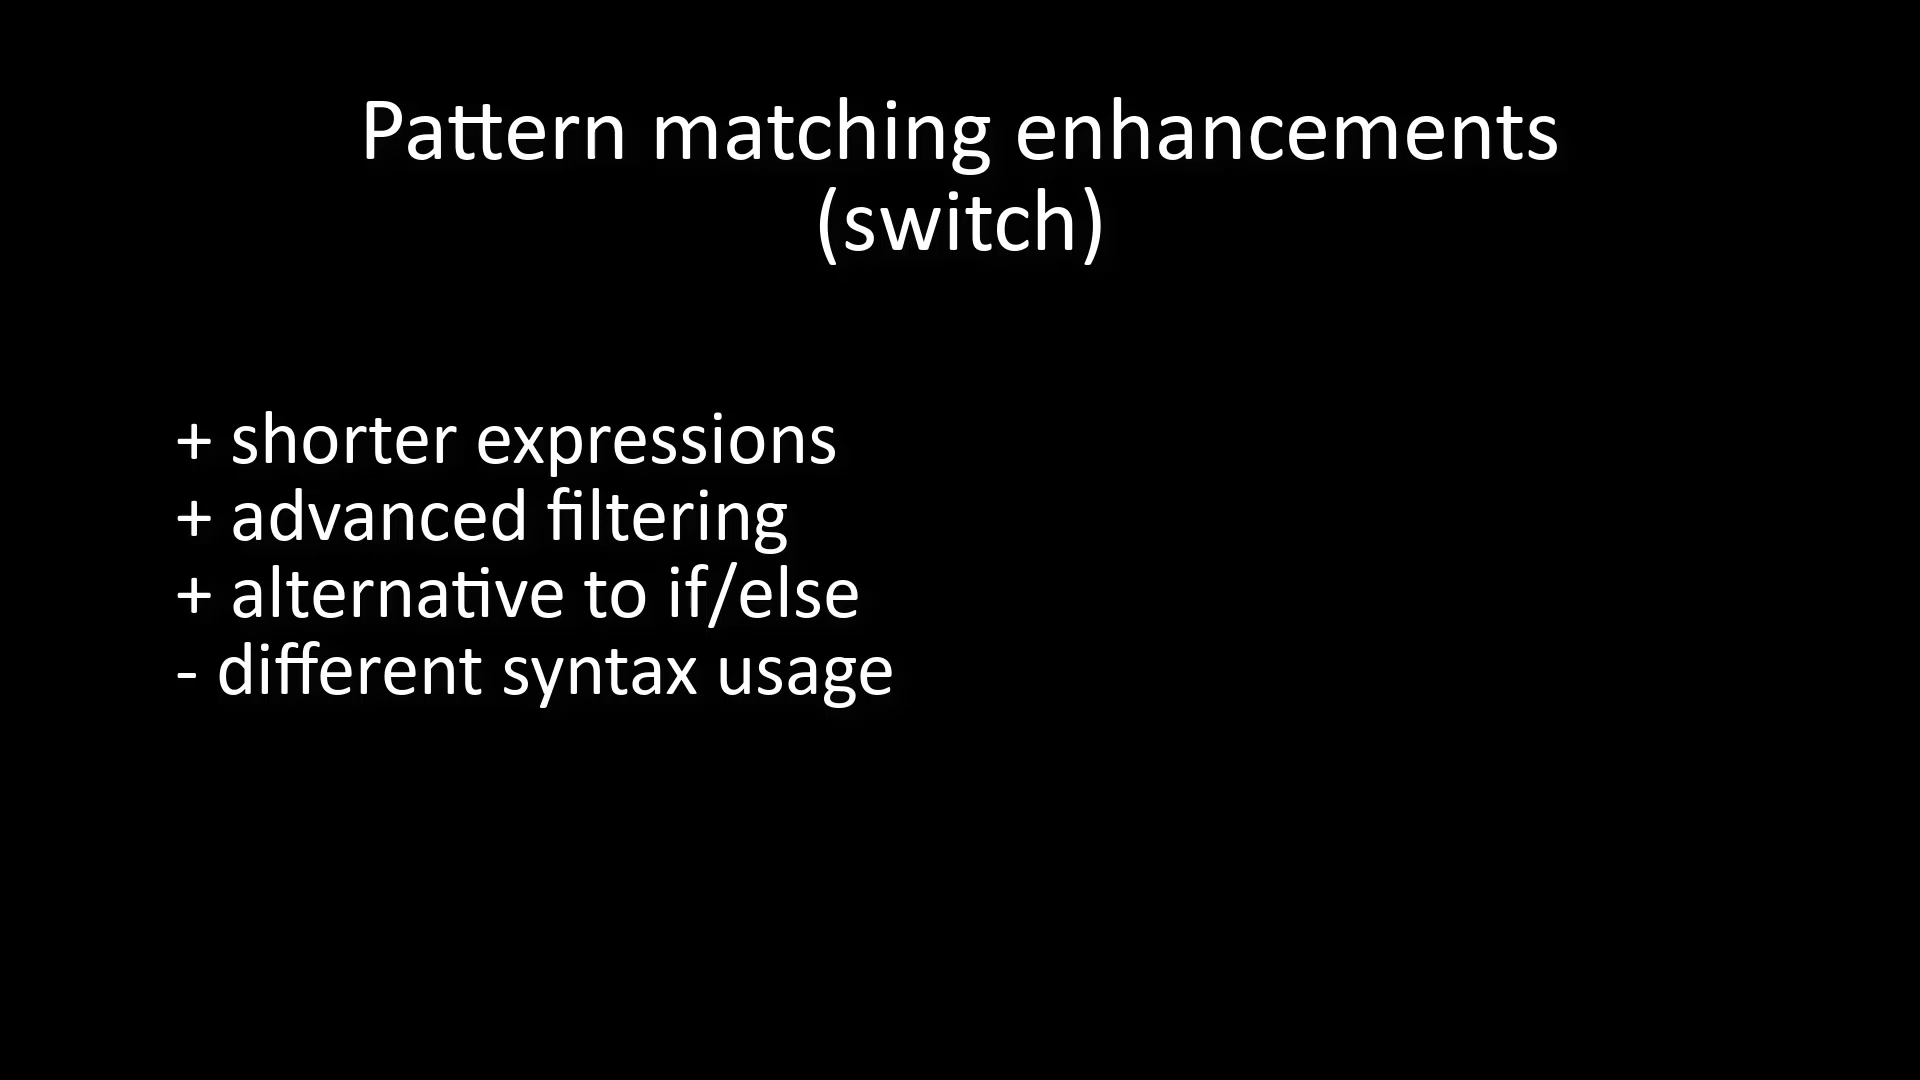 Pattern matching enhancements
(switch)
+ shorter expressions
+ advanced filtering
+ alternative to if/else
- different syntax usage